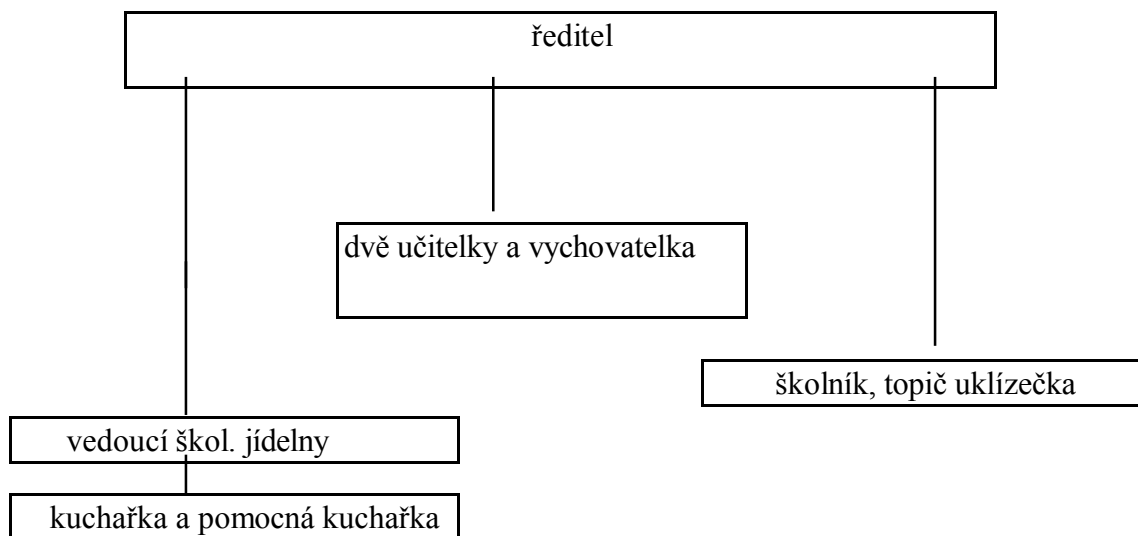 ředitel
dvě učitelky a vychovatelka
školník, topič uklízečka
vedoucí škol. jídelny
kuchařka a pomocná kuchařka